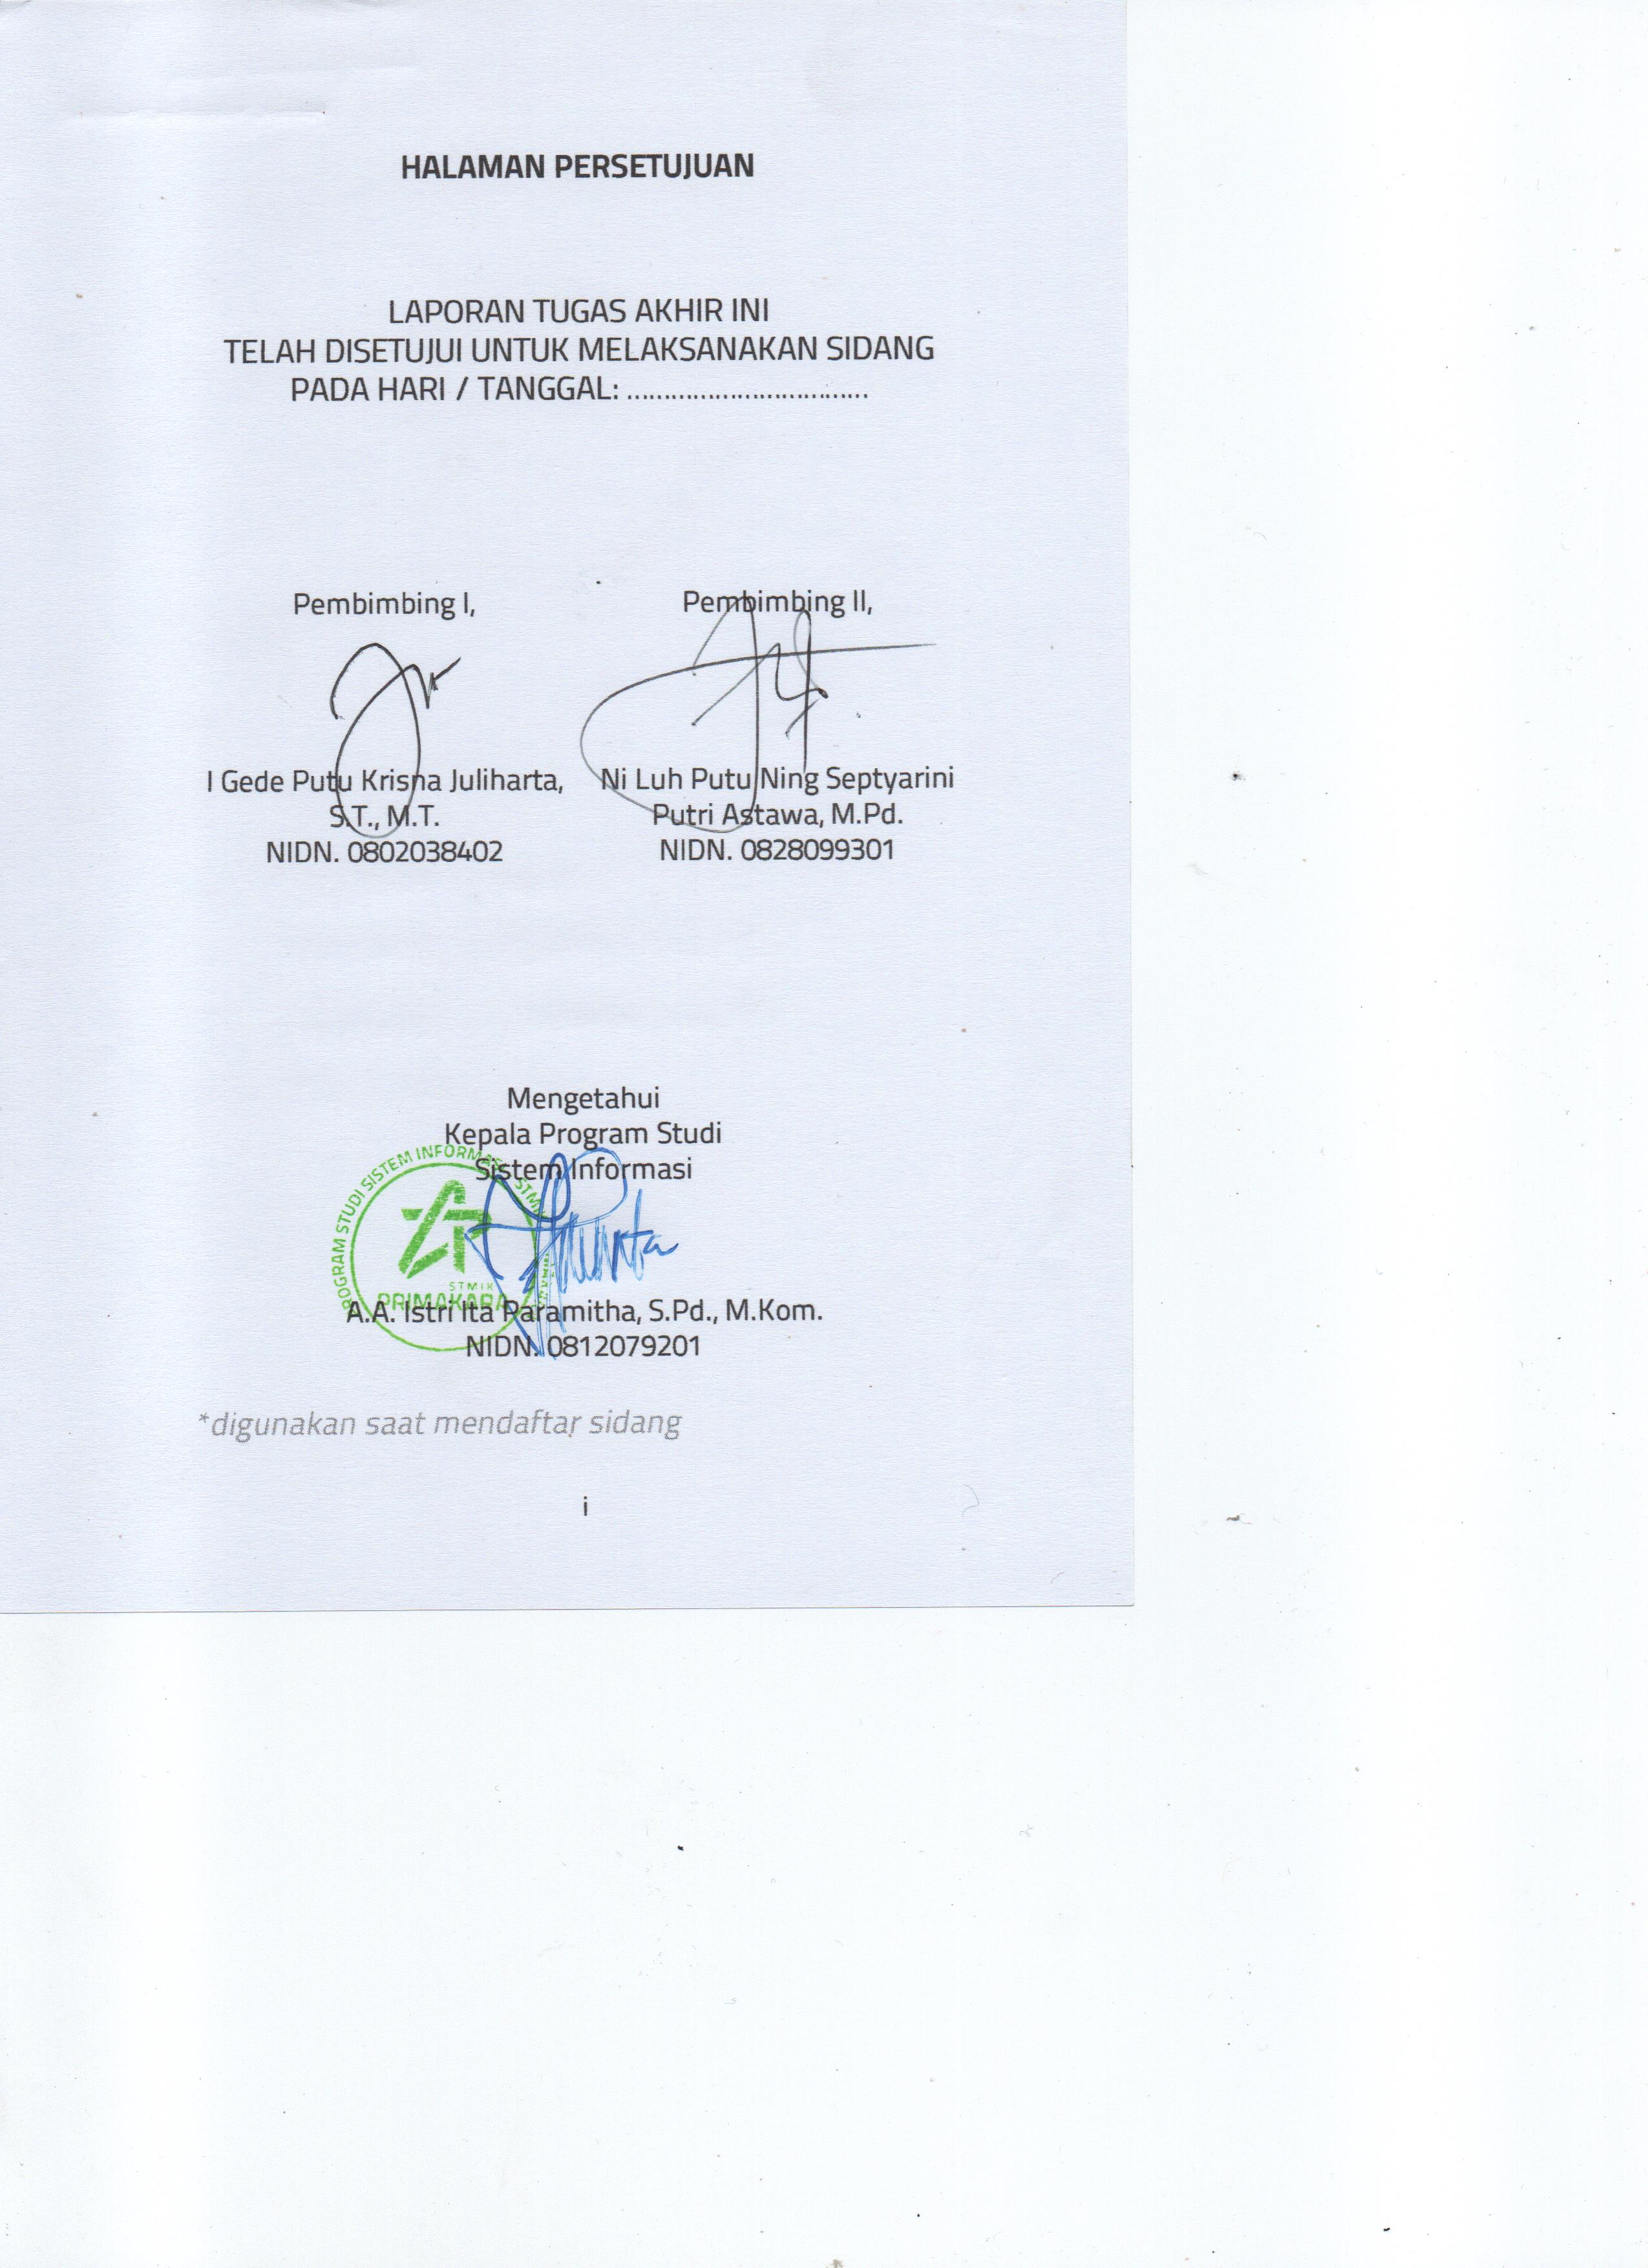 HALAMAN PERSETUJUAN
LAPORAN TUGAS AKHIR INI
TELAH DISETUJUI UNTUK MELAKSANAKAN SIDANG
PADA HARI / TANGGAL: ................................
Pembimbing I,
I Gede Putu Krisna Juliharta,
S.T., M.T.
NIDN. 0802038402
Pembimbing II,
Ni Luh Putu Ning Septyarini
Putri Astawa, M.Pd.
NIDN. 0828099301
Mengetahui
Kepala Program Studi
Sistem Informasi
PROGRAM STUDI SISTEM INFORMASI STMIK
STMIK
PRIMAKARA
A.A. Istri Ita Paramitha, S.Pd., M.Kom.
NIDN. 0812079201
*digunakan saat mendaftar sidang
i